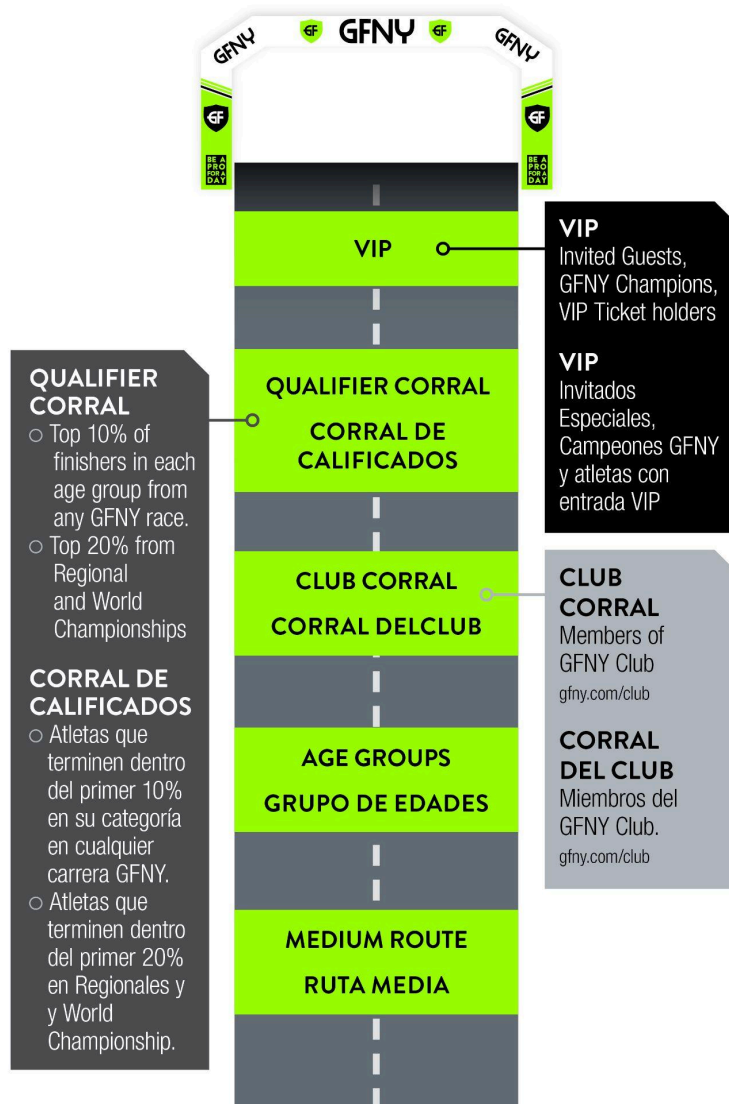 GFNY GF GFNY GF GFNY
GF
GF
BE A
PRO
FOR A
DAY
BE A
PRO
FOR A
DAY
VIP
VIP
Invited Guests,
GFNY Champions,
VIP Ticket holders
VIP
Invitados
Especiales,
Campeones GFNY
y atletas con
entrada VIP
QUALIFIER CORRAL
CORRAL DE
CALIFICADOS
QUALIFIER
CORRAL
Top 10% of
finishers in each
age group from
any GFNY race.
Top 20% from
Regional
and World
Championships
CORRAL DE
CALIFICADOS
Atletas que
terminen dentro
del primer 10%
en su categoría
en cualquier
carrera GFNY.
Atletas que
terminen dentro
del primer 20%
en Regionales y
y World
Championship.
CLUB CORRAL
CORRAL DELCLUB
CLUB
CORRAL
Members of
GFNY Club
gfny.com/club
CORRAL
DEL CLUB
Miembros del
GFNY Club.
gfny.com/club
AGE GROUPS
GRUPO DE EDADES
MEDIUM ROUTE
RUTA MEDIA